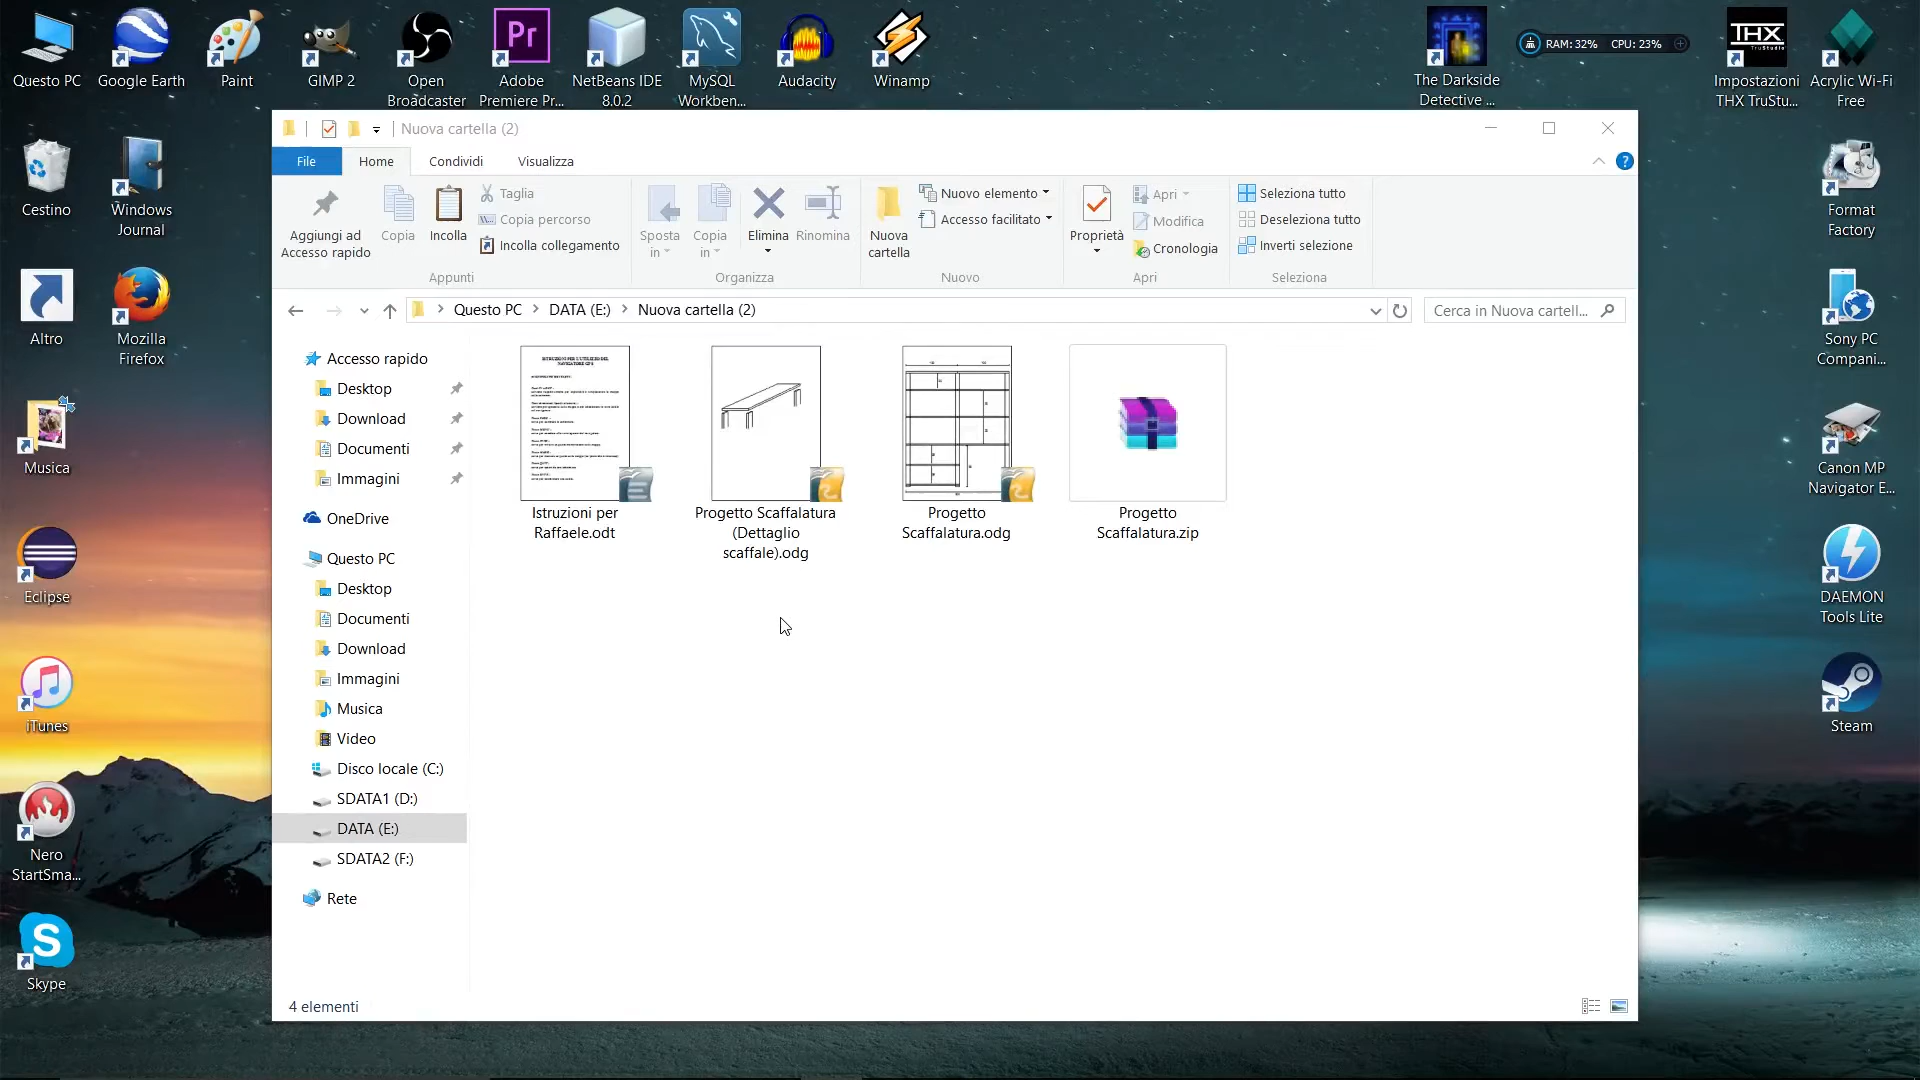 Questo PC
Google Earth
Paint
GIMP 2
Open
Broadcaster
Adobe
Premiere Pr...
NetBeans IDE
8.0.2
MySQL
Workben...
Audacity
Winamp
The Darkside
Detective ...
RAM: 32% CPU: 23%
THX
Impostazioni
THX TruStu...
Acrylic Wi-Fi
Free
Cestino
Windows
Journal
Altro
Mozilla
Firefox
Musica
Eclipse
iTunes
Nero
StartSma...
Skype
Format
Factory
Sony PC
Compani...
Canon MP
Navigator E...
DAEMON
Tools Lite
Steam
Nuova cartella (2)
File
Home
Condividi
Visualizza
Aggiungi ad
Accesso rapido
Copia
Incolla
Taglia
Copia percorso
Incolla collegamento
Appunti
Sposta
in
Copia
in
Elimina
Rinomina
Organizza
Nuova
cartella
Nuovo elemento
Accesso facilitato
Nuovo
Proprietà
Apri
Modifica
Cronologia
Apri
Seleziona tutto
Deseleziona tutto
Inverti selezione
Seleziona
Questo PC
DATA (E:)
Nuova cartella (2)
Cerca in Nuova cartell...
Accesso rapido
Desktop
Download
Documenti
Immagini
OneDrive
Questo PC
Desktop
Documenti
Download
Immagini
Musica
Video
Disco locale (C:)
SDATA1 (D:)
DATA (E:)
SDATA2 (F:)
Rete
ISTRUZIONI PER L'UTILIZZO DEL
NAVIGATORE GPS
Istruzioni per
Raffaele.odt
Progetto Scaffalatura
(Dettaglio
scaffale).odg
Progetto
Scaffalatura.odg
Progetto
Scaffalatura.zip
4 elementi